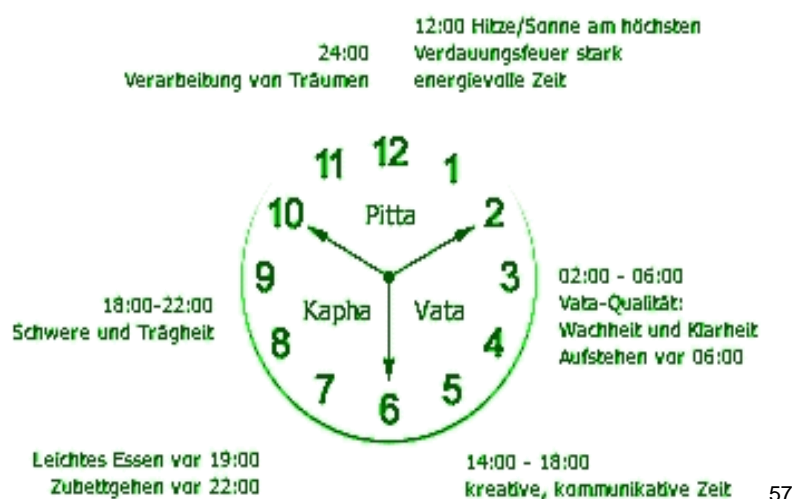 12:00 Hitze/Sonne am höchsten
Verdauungsfeuer stark
energievolle Zeit
24:00
Verarbeitung von Träumen
12
11
1
10
2
Pitta
9
3
Kapha
Vata
8
4
7
5
6
02:00 - 06:00
Vata-Qualität:
Wachheit und Klarheit
Aufstehen vor 06:00
18:00-22:00
Schwere und Trägheit
Leichtes Essen vor 19:00
Zubettgehen vor 22:00
14:00 - 18:00
kreative, kommunikative Zeit
57